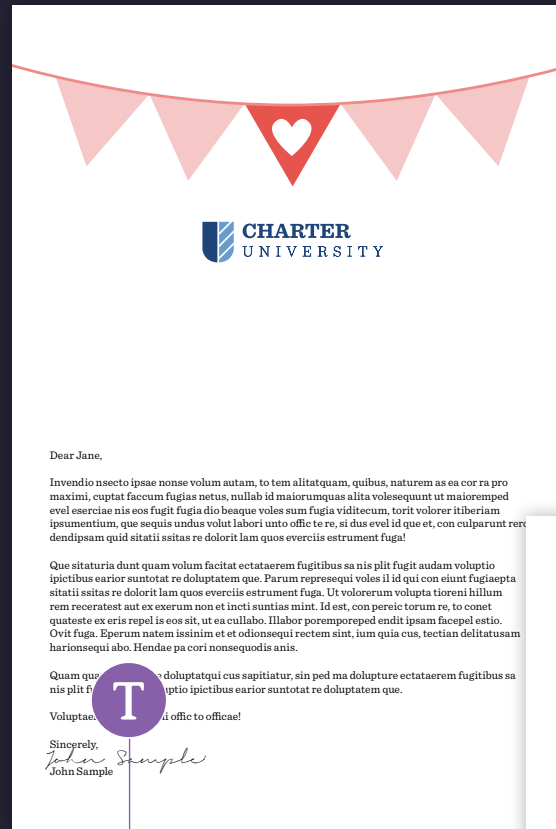 CHARTER
UNIVERSITY
Dear Jane,
Invendio nsecto ipsae nonse volum autam, to tem alitatquam, quibus, naturem as ea cor ra pro
maximi, cuptat faccum fugias netus, nullab id maiorumquas alita volesequunt ut maioremped
evel eserciae nis eos fugit fugia dio beaque voles sum fugia viditecum, torit volorer itiberiam
ipsumentium, que sequis undus volut labori unto offic te re, si dus evel id que et, con culparunt
dendipsam quid sitatii ssitas re dolorit lam quos everciis estrument fuga!
Que sitaturia dunt quam volum facitat ectataerem fugitibus sa nis plit fugit audam voluptio
ipictibus earior suntotat re doluptatem que. Parum represequi voles il id qui con eiunt fugiaepta
sitatii ssitas re dolorit lam quos everciis estrument fuga. Ut volorerum volupta tioreni hillum
rem receratest aut ex exerum non et incti suntias mint. Id est, con pereic torum re, to conet
quateste ex eris repel is eos sit, ut ea cullabo. Illabor poremporeped endit ipsam facepel estio.
Ovit fuga. Eperum natem issinim et et odionsequi rectem sint, ium quia cus, tectian delitatusam
harionsequi abo. Hendae pa cori nonsequodis anis.
Quam doluptatqui cus sapitiatur, sin ped ma dolupture ectataerem fugitibus sa
nis plit ipictibus earior suntotat re doluptatem que.
T
offic to officae!
Sincerely,
John Sample
John Sample